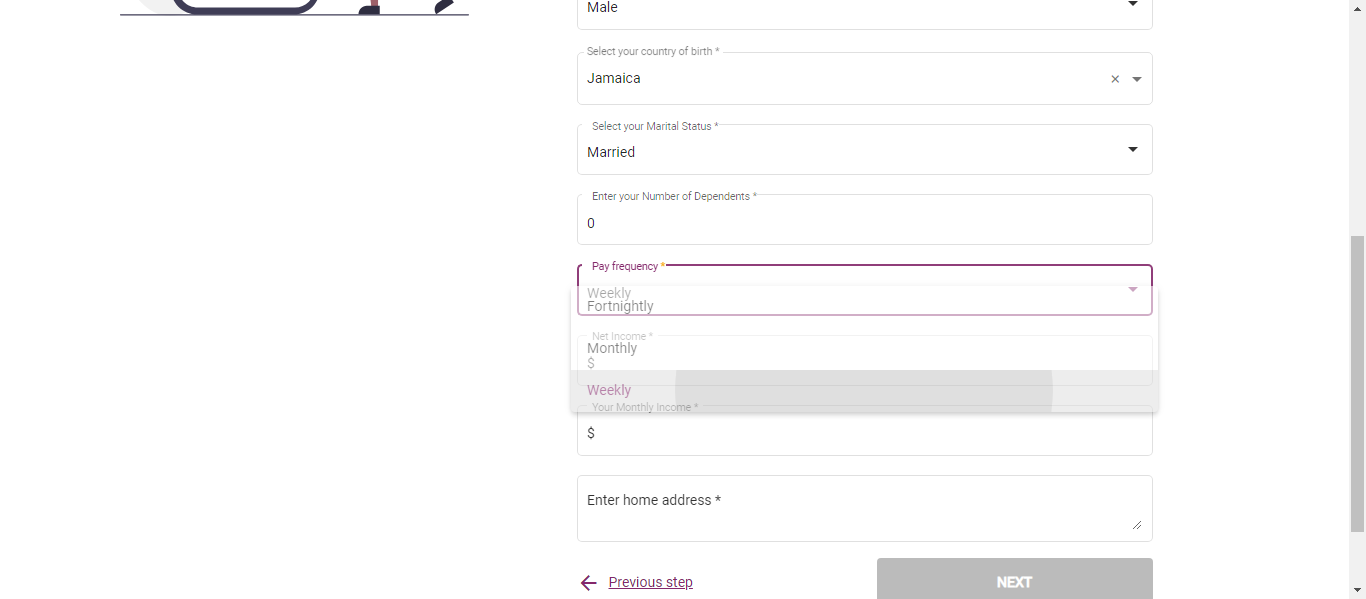 Male
Select your country of birth *
Jamaica
Select your Marital Status *
Married
Enter your Number of Dependents *
0
Pay frequency *
Weekly
Fortnightly
Net Income *
Monthly
$
Weekly
Your Monthly Income *
$
Enter home address *
Previous step
NEXT